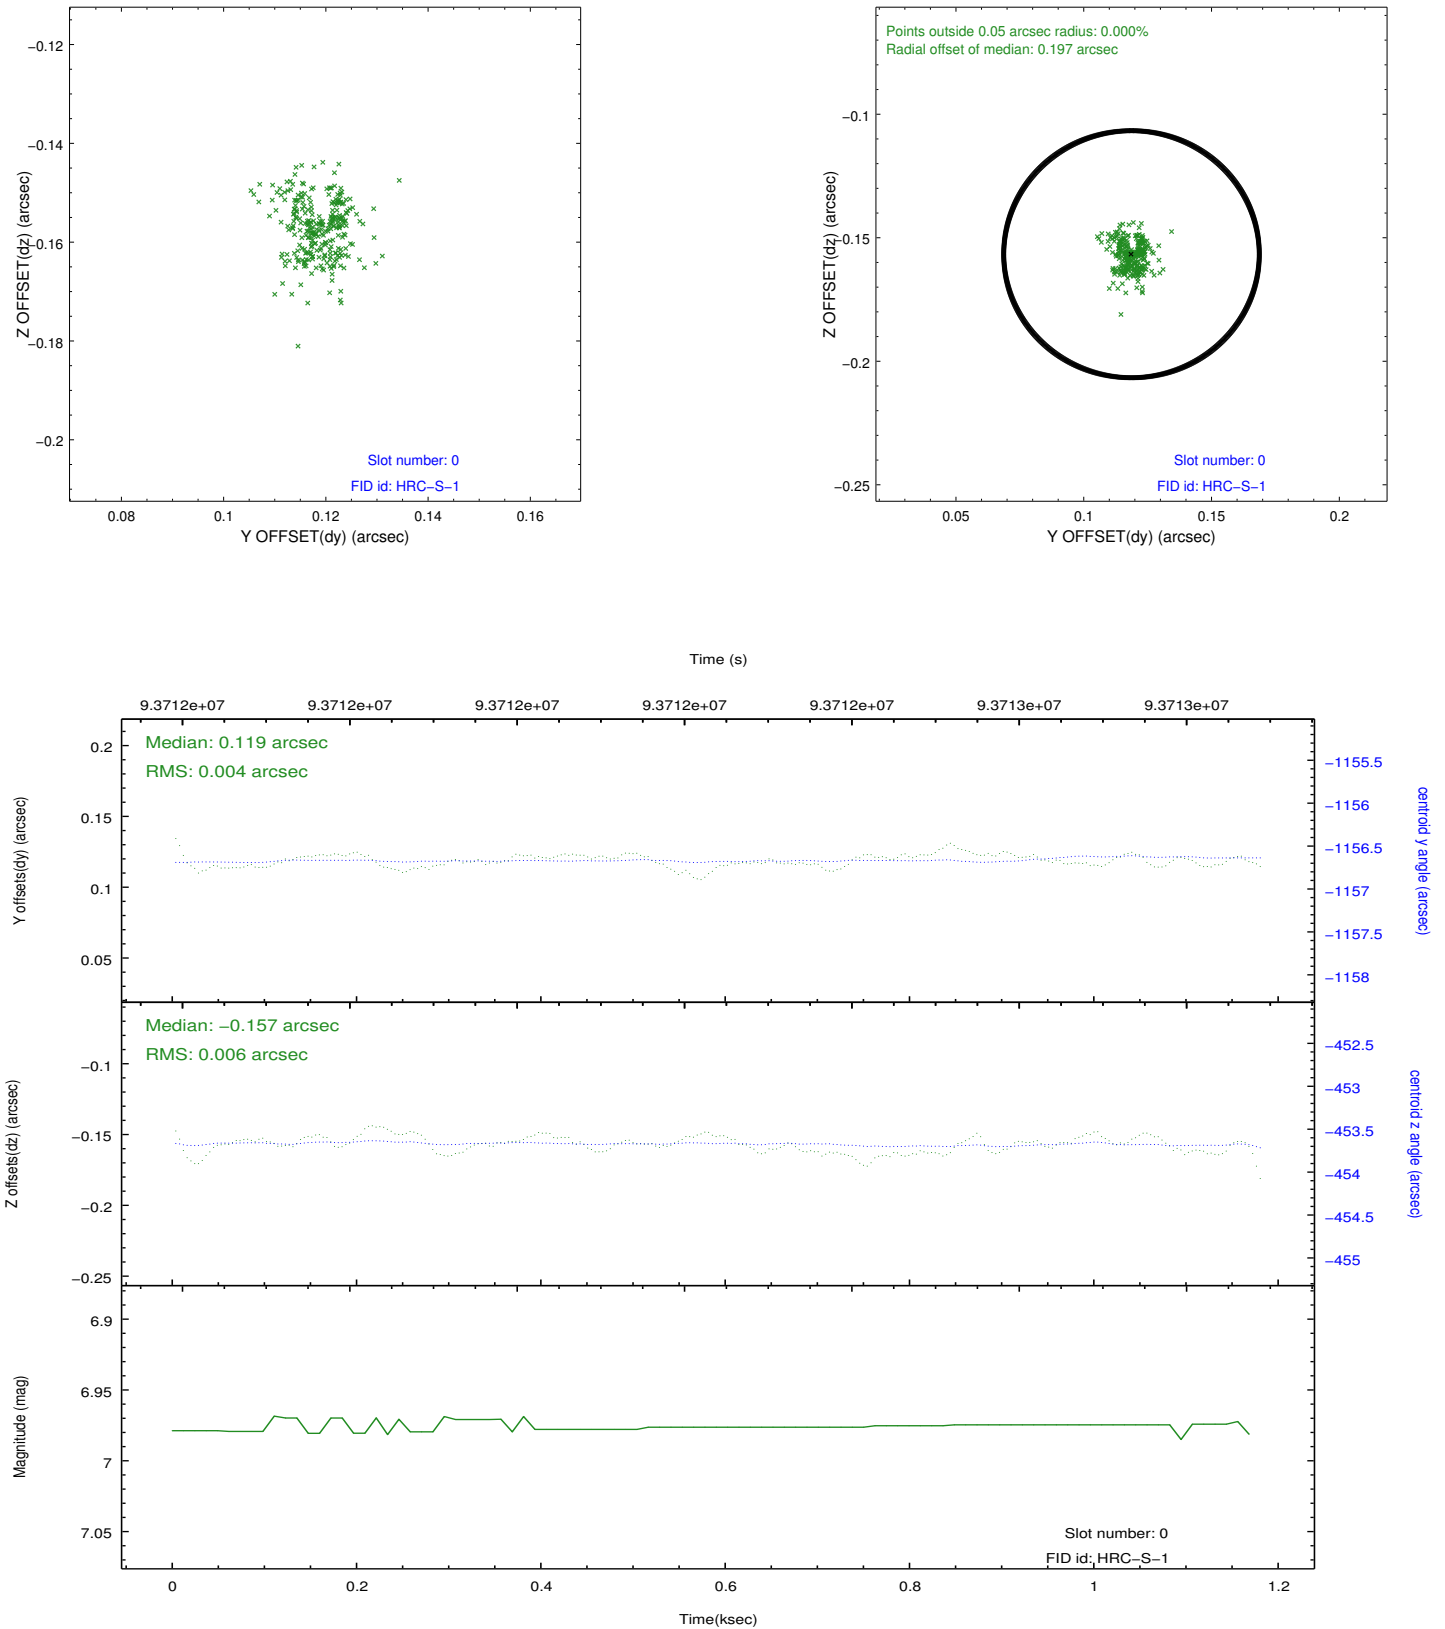 −0.12
−0.14
−0.16
−0.18
−0.2
Z OFFSET(dz) (arcsec)
Slot number: 0
FID id: HRC−S−1
0.08 0.1 0.12 0.14 0.16
Y OFFSET(dy) (arcsec)
Points outside 0.05 arcsec radius: 0.000%
Radial offset of median: 0.197 arcsec
−0.1
−0.15
−0.2
−0.25
Z OFFSET(dz) (arcsec)
Slot number: 0
FID id: HRC−S−1
0.05 0.1 0.15 0.2
Y OFFSET(dy) (arcsec)
Time (s)
9.3712e+07 9.3712e+07 9.3712e+07 9.3712e+07 9.3712e+07 9.3713e+07 9.3713e+07
Median: 0.119 arcsec
RMS: 0.004 arcsec
0.2
0.15
0.1
0.05
Y offsets(dy) (arcsec)
−1155.5
−1156
−1156.5
−1157
−1157.5
−1158
centroid y angle (arcsec)
Median: −0.157 arcsec
RMS: 0.006 arcsec
−0.1
−0.15
−0.2
−0.25
Z offsets(dz) (arcsec)
−452.5
−453
−453.5
−454
−454.5
−455
centroid z angle (arcsec)
6.9
6.95
7
7.05
Magnitude (mag)
Slot number: 0
FID id: HRC−S−1
0 0.2 0.4 0.6 0.8 1 1.2
Time(ksec)